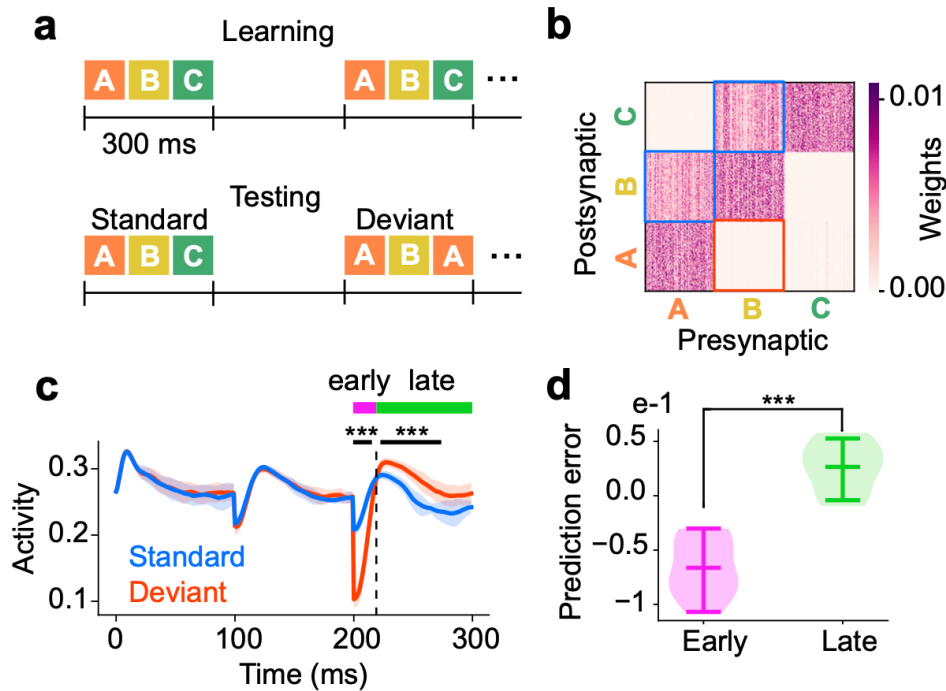 a
Learning
A B C
A B C ...
300 ms
Testing
Standard
Deviant
A B C
A B A ...
b
Postsynaptic
C
B
A
A B C
Presynaptic
0.01
0.00
Weights
c
early late
*** ***
Activity
0.3
0.2
0.1
Standard
Deviant
0 100 200 300
Time (ms)
d
e-1
***
Prediction error
0.5
0.0
−0.5
−1
Early Late